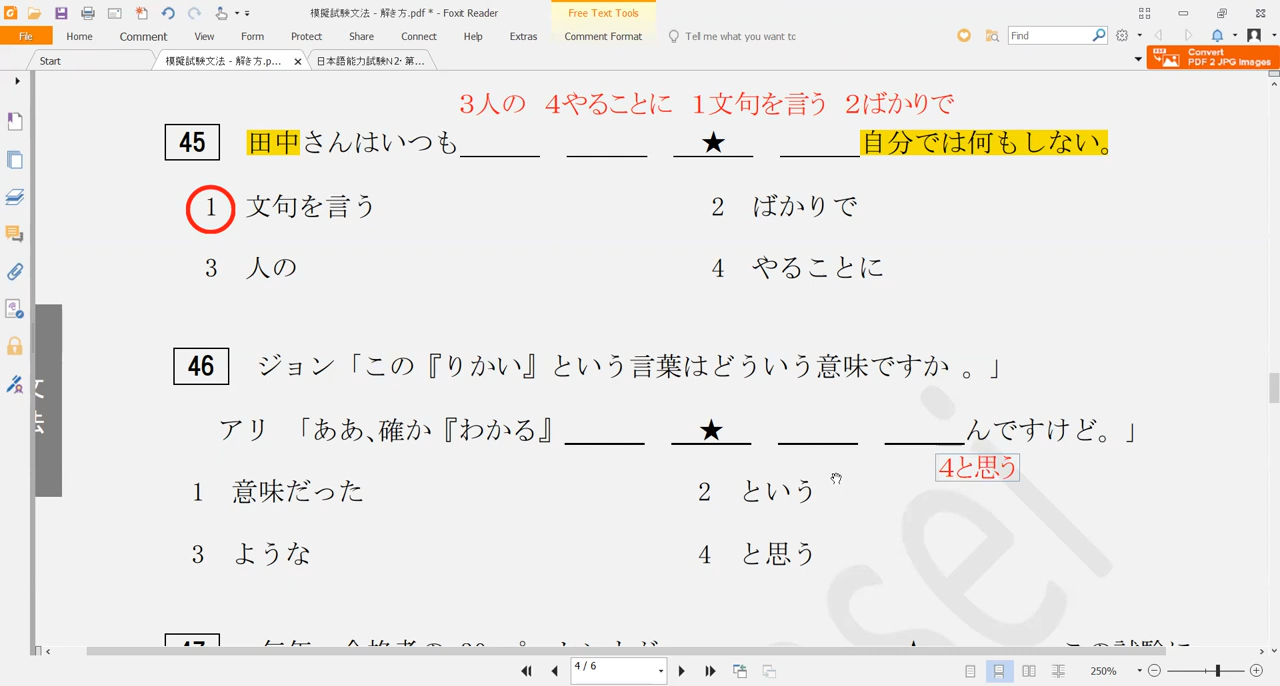 模擬試験文法 - 解き方.pdf * - Foxit Reader
Free Text Tools
File Home Comment View Form Protect Share Connect Help Extras Comment Format Tell me what you want tc Find
Start 模擬試験文法 - 解き方.p... 日本語能力試験N2· 第...
Convert
PDF 2 JPG Images
3人の 4やることに 1文句を言う 2ばかりで
45 田中さんはいつも ★ 自分では何もしない。
1 文句を言う 2 ばかりで
3 人の 4 やることに
46 ジョン「この『りかい』という言葉はどういう意味ですか 。」
アリ 「ああ、確か『わかる』 ★ んですけど。」
4と思う
1 意味だった 2 という
3 ような 4 と思う
4 / 6 250%